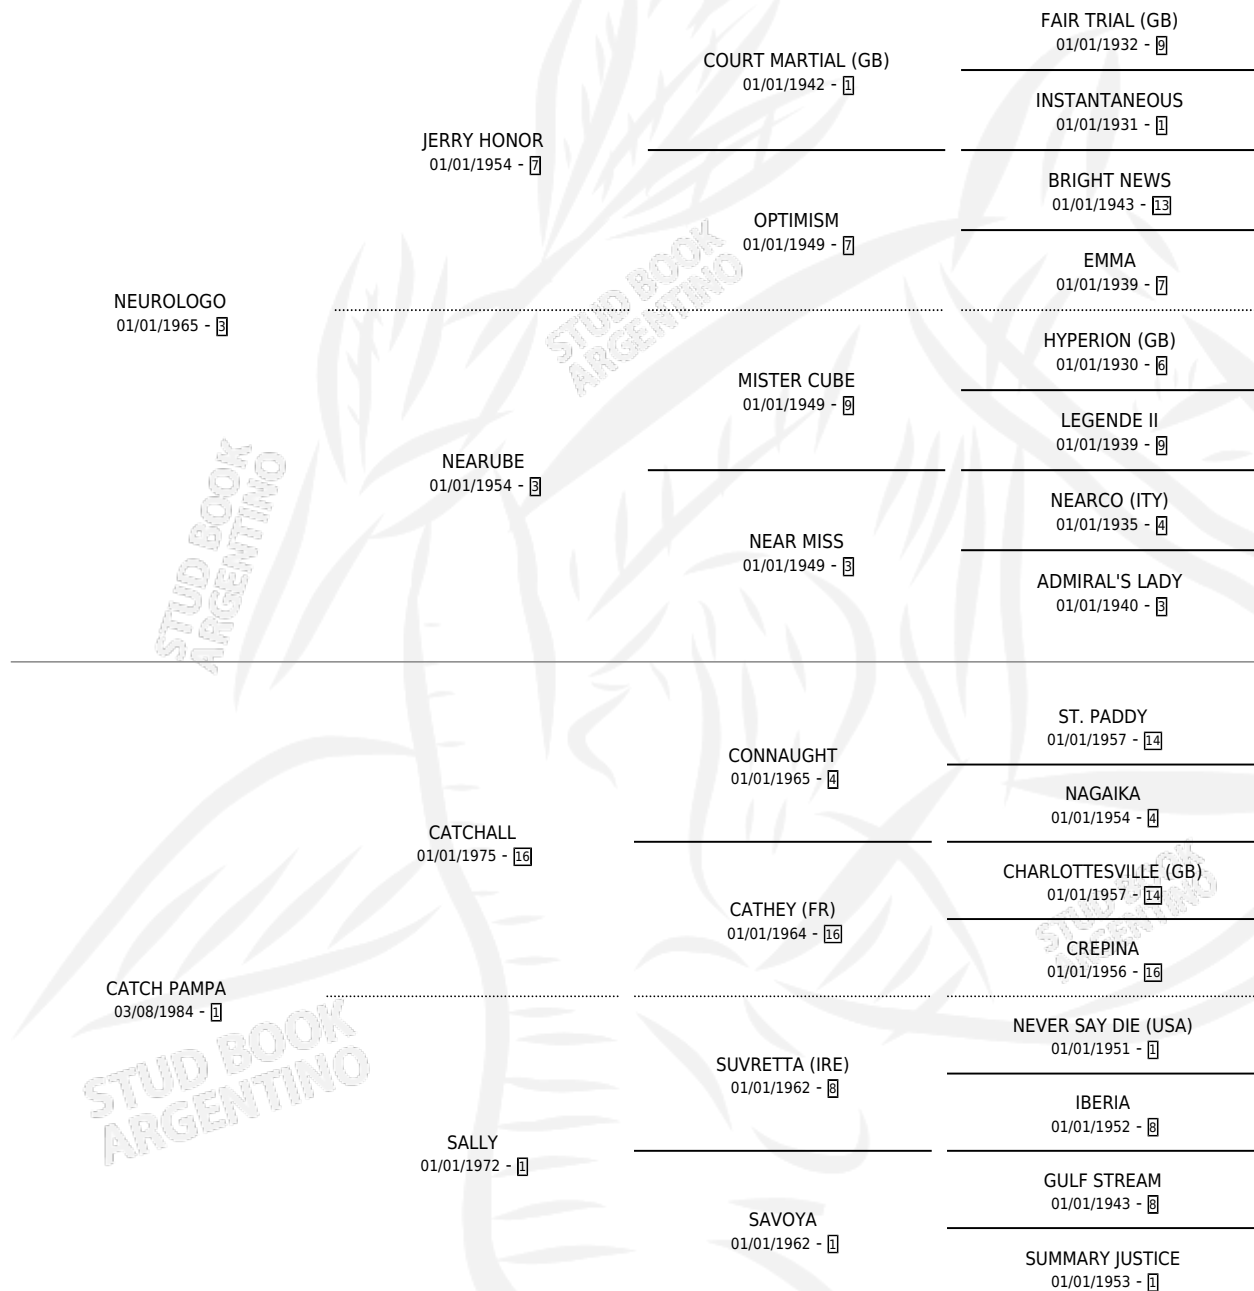 FAIR TRIAL (GB)
01/01/1932 - 9
COURT MARTIAL (GB)
01/01/1942 - 1
INSTANTANEOUS
01/01/1931 - 1
JERRY HONOR
01/01/1954 - 7
BRIGHT NEWS
01/01/1943 - 13
OPTIMISM
01/01/1949 - 7
EMMA
01/01/1939 - 7
NEUROLOGO
01/01/1965 - 3
HYPERION (GB)
01/01/1930 - 6
MISTER CUBE
01/01/1949 - 9
LEGENDE II
01/01/1939 - 9
NEARUBE
01/01/1954 - 3
NEARCO (ITY)
01/01/1935 - 4
NEAR MISS
01/01/1949 - 3
ADMIRAL'S LADY
01/01/1940 - 3
ST. PADDY
01/01/1957 - 14
CONNAUGHT
01/01/1965 - 4
NAGAIKA
01/01/1954 - 4
CATCHALL
01/01/1975 - 16
CHARLOTTESVILLE (GB)
01/01/1957 - 14
CATHEY (FR)
01/01/1964 - 16
CREPINA
01/01/1956 - 16
CATCH PAMPA
03/08/1984 - 1
NEVER SAY DIE (USA)
01/01/1951 - 1
SUVRETTA (IRE)
01/01/1962 - 8
IBERIA
01/01/1952 - 8
SALLY
01/01/1972 - 1
GULF STREAM
01/01/1943 - 8
SAVOYA
01/01/1962 - 1
SUMMARY JUSTICE
01/01/1953 - 1
STUD BOOK
ARGENTINO
STUD BOOK
ARGENTINO
STUD BOOK
ARGENTINO
STUD BOOK
ARGENTINO